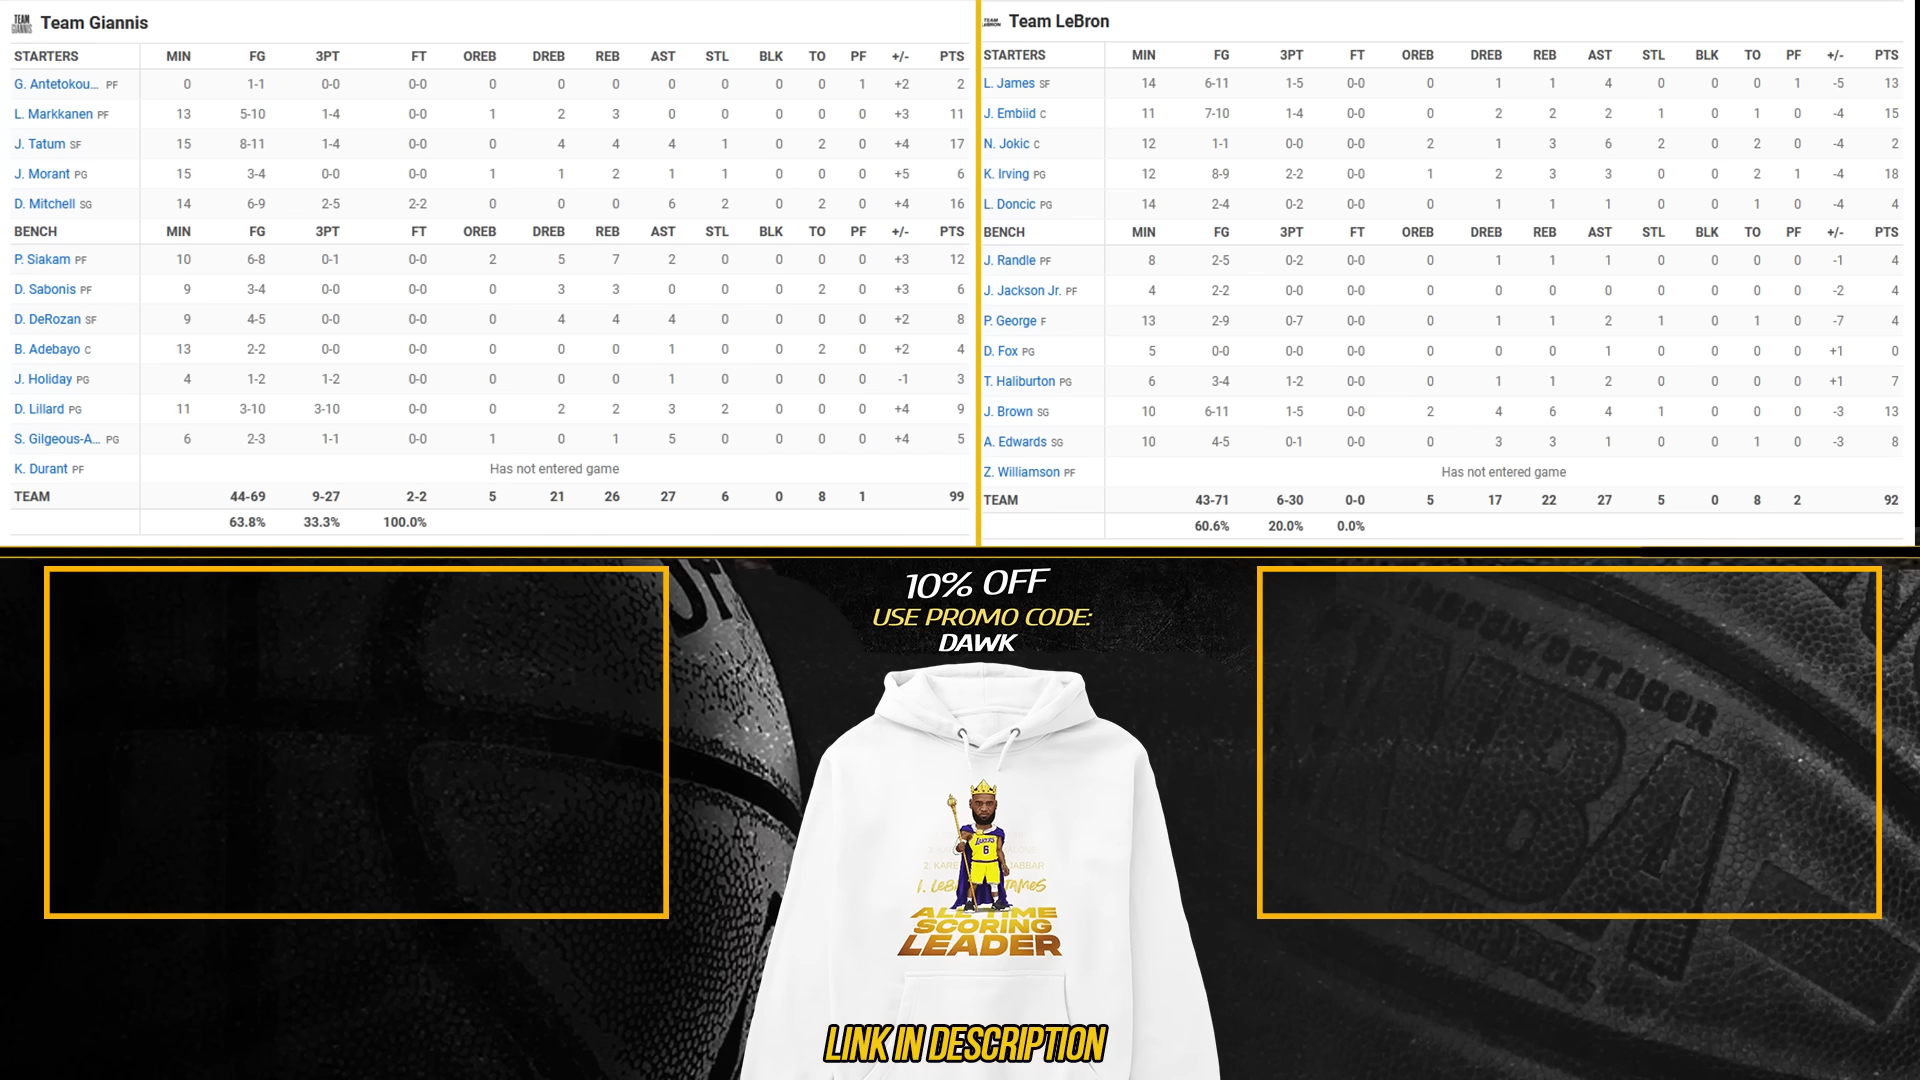 TEAM GIANNIS Team Giannis
STARTERS MIN FG 3PT FT OREB DREB REB AST STL BLK TO PF +/- PTS
G. Antetokou... PF 0 1-1 0-0 0-0 0 0 0 0 0 0 0 1 +2 2
L. Markkanen PF 13 5-10 1-4 0-0 1 2 3 0 0 0 0 0 +3 11
J. Tatum SF 15 8-11 1-4 0-0 0 4 4 4 1 0 2 0 +4 17
J. Morant PG 15 3-4 0-0 0-0 1 1 2 1 1 0 0 0 +5 6
D. Mitchell SG 14 6-9 2-5 2-2 0 0 0 6 2 0 2 0 +4 16
BENCH MIN FG 3PT FT OREB DREB REB AST STL BLK TO PF +/- PTS
P. Siakam PF 10 6-8 0-1 0-0 2 5 7 2 0 0 0 0 +3 12
D. Sabonis PF 9 3-4 0-0 0-0 0 3 3 0 0 0 2 0 +3 6
D. DeRozan SF 9 4-5 0-0 0-0 0 4 4 4 0 0 0 0 +2 8
B. Adebayo C 13 2-2 0-0 0-0 0 0 0 1 0 0 2 0 +2 4
J. Holiday PG 4 1-2 1-2 0-0 0 0 0 1 0 0 0 0 -1 3
D. Lillard PG 11 3-10 3-10 0-0 0 2 2 3 2 0 0 0 +4 9
S. Gilgeous-A... PG 6 2-3 1-1 0-0 1 0 1 5 0 0 0 0 +4 5
K. Durant PF Has not entered game
TEAM 44-69 9-27 2-2 5 21 26 27 6 0 8 1 99
63.8% 33.3% 100.0%
TEAM LEBRON Team LeBron
STARTERS MIN FG 3PT FT OREB DREB REB AST STL BLK TO PF +/- PTS
L. James SF 14 6-11 1-5 0-0 0 1 1 4 0 0 0 1 -5 13
J. Embiid C 11 7-10 1-4 0-0 0 2 2 2 1 0 1 0 -4 15
N. Jokic C 12 1-1 0-0 0-0 2 1 3 6 2 0 2 0 -4 2
K. Irving PG 12 8-9 2-2 0-0 1 2 3 3 0 0 2 1 -4 18
L. Doncic PG 14 2-4 0-2 0-0 0 1 1 1 0 0 1 0 -4 4
BENCH MIN FG 3PT FT OREB DREB REB AST STL BLK TO PF +/- PTS
J. Randle PF 8 2-5 0-2 0-0 0 1 1 1 0 0 0 0 -1 4
J. Jackson Jr. PF 4 2-2 0-0 0-0 0 0 0 0 0 0 0 0 -2 4
P. George F 13 2-9 0-7 0-0 0 1 1 2 1 0 1 0 -7 4
D. Fox PG 5 0-0 0-0 0-0 0 0 0 1 0 0 0 0 +1 0
T. Haliburton PG 6 3-4 1-2 0-0 0 1 1 2 0 0 0 0 +1 7
J. Brown SG 10 6-11 1-5 0-0 2 4 6 4 1 0 0 0 -3 13
A. Edwards SG 10 4-5 0-1 0-0 0 3 3 1 0 0 1 0 -3 8
Z. Williamson PF Has not entered game
TEAM 43-71 6-30 0-0 5 17 22 27 5 0 8 2 92
60.6% 20.0% 0.0%
10% OFF
USE PROMO CODE:
DAWK
LAKERS
6
2. KARE JABBAR
1. LEB JAMES
ALL TIME
SCORING
LEADER
LINK IN DESCRIPTION
INDOOR/OUTDOOR
NBA